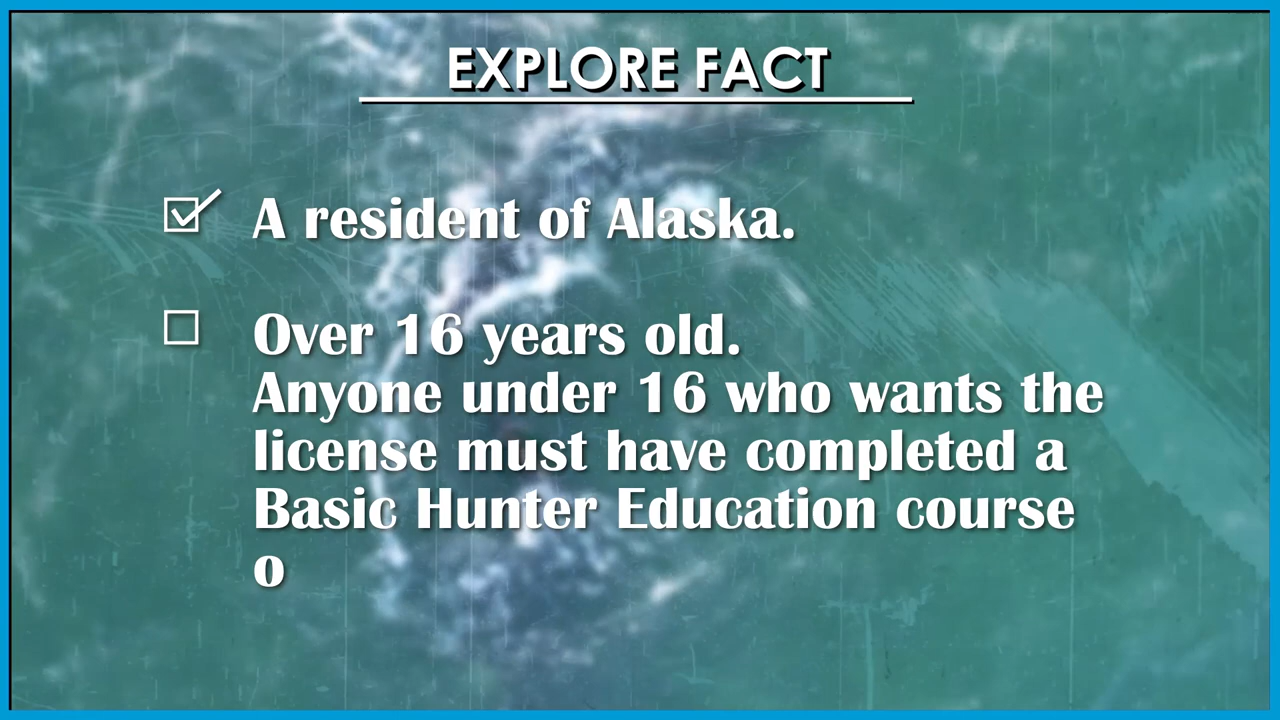 EXPLORE FACT
A resident of Alaska.
Over 16 years old.
Anyone under 16 who wants the
license must have completed a
Basic Hunter Education course
o